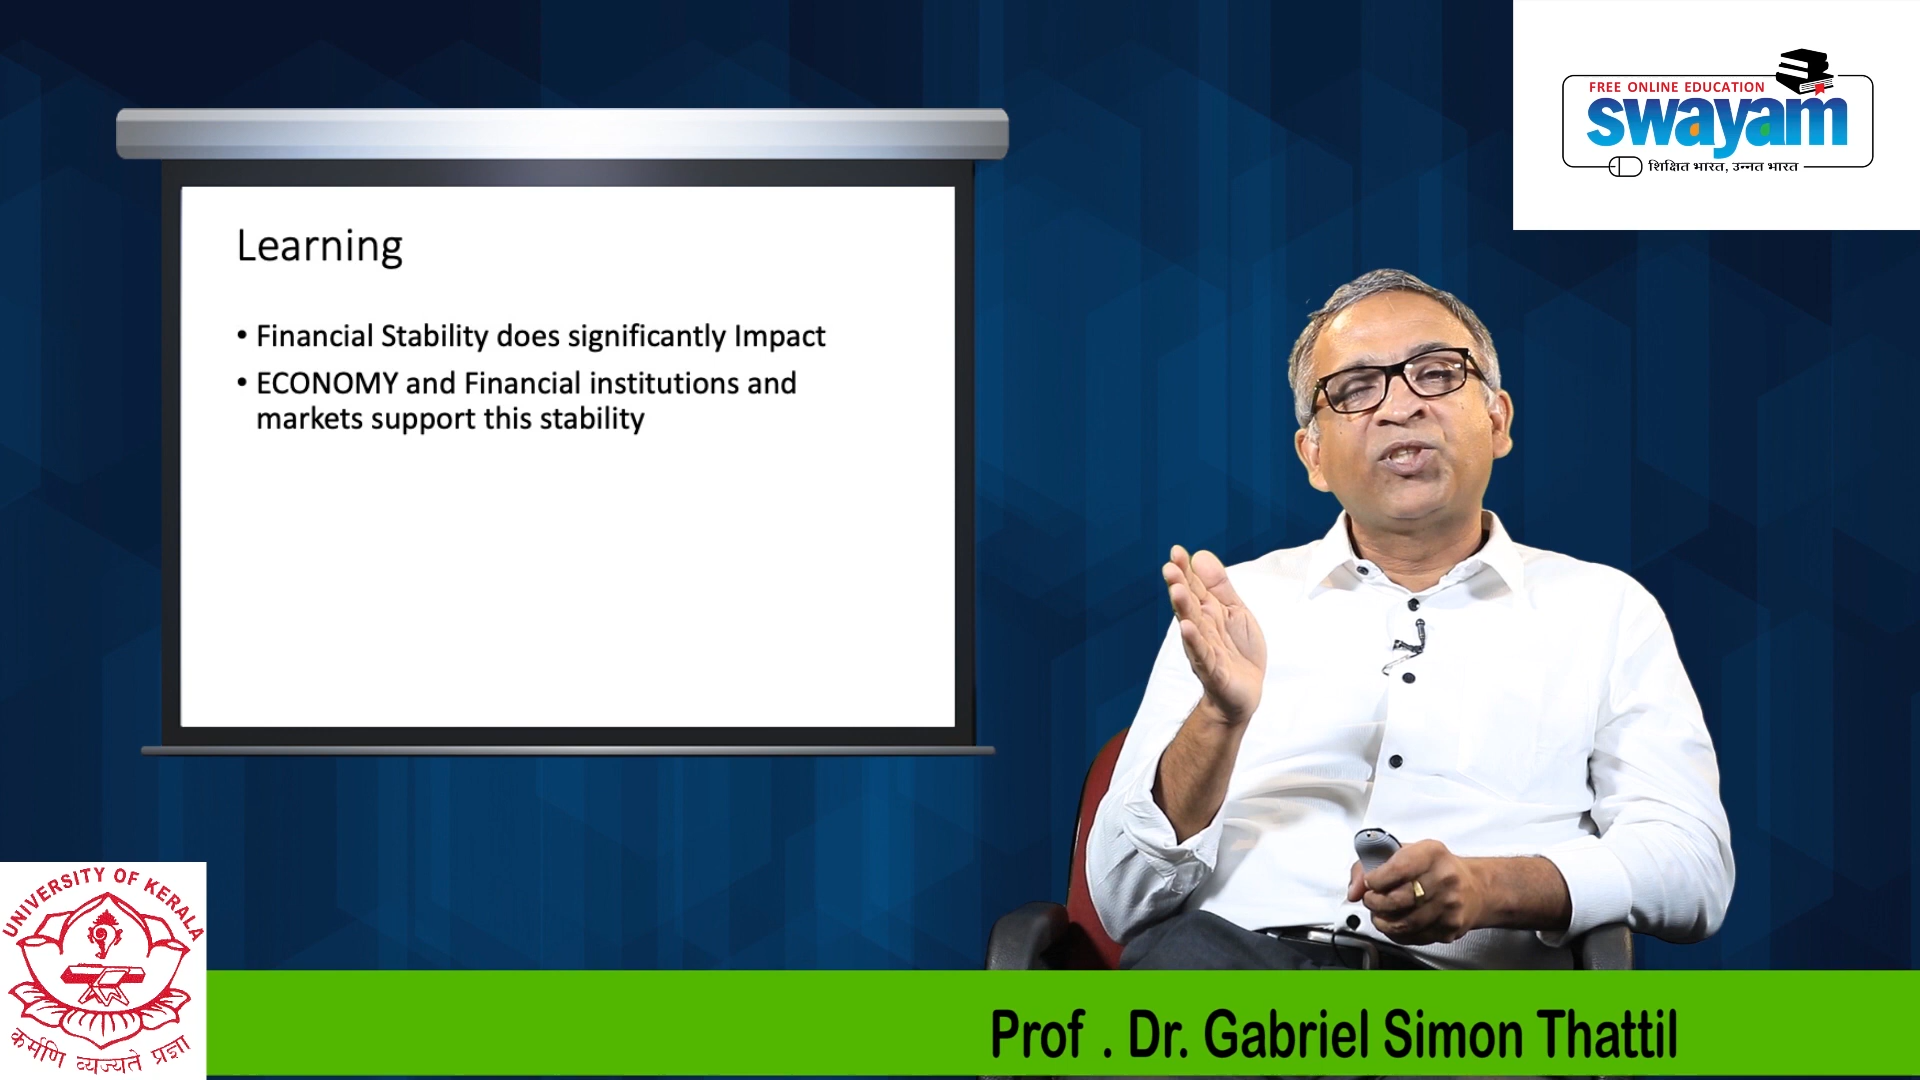 FREE ONLINE EDUCATION
swayam
शिक्षित भारत, उन्नत भारत
Learning
• Financial Stability does significantly Impact
• ECONOMY and Financial institutions and
markets support this stability
UNIVERSITY OF KERALA
कर्मणि व्यज्यते प्रज्ञा
Prof . Dr. Gabriel Simon Thattil